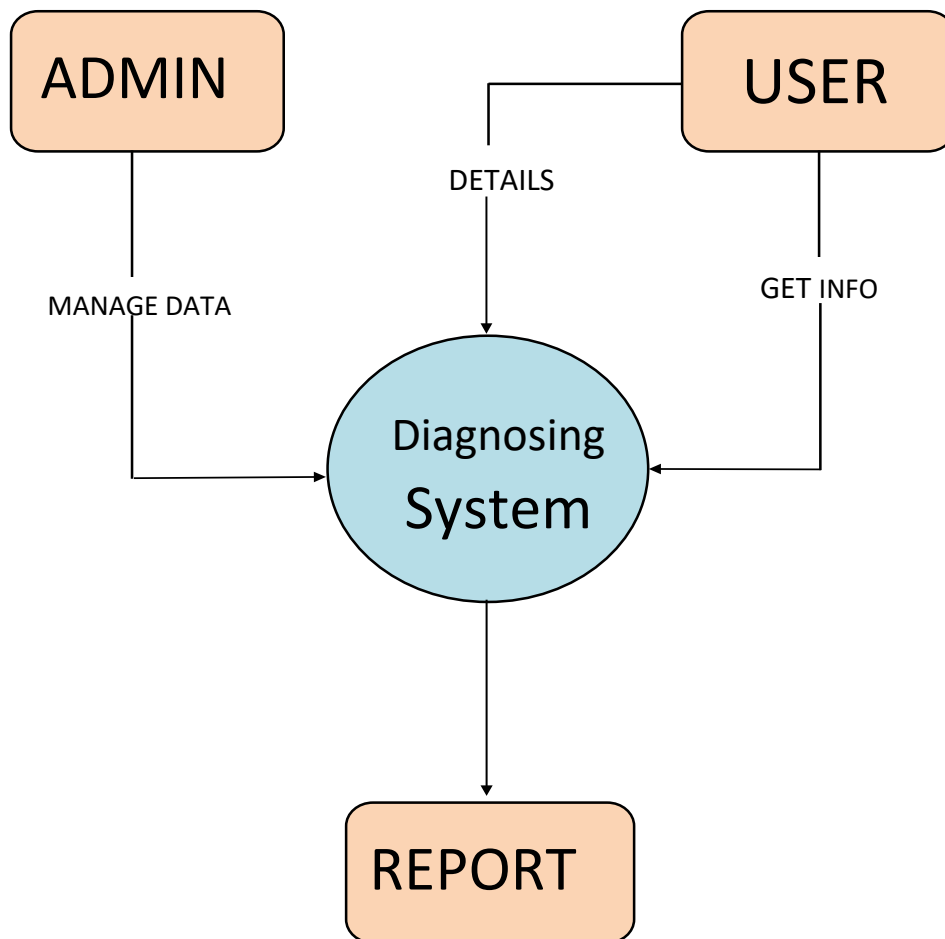 ADMIN
USER
DETAILS
MANAGE DATA
GET INFO
Diagnosing
System
REPORT